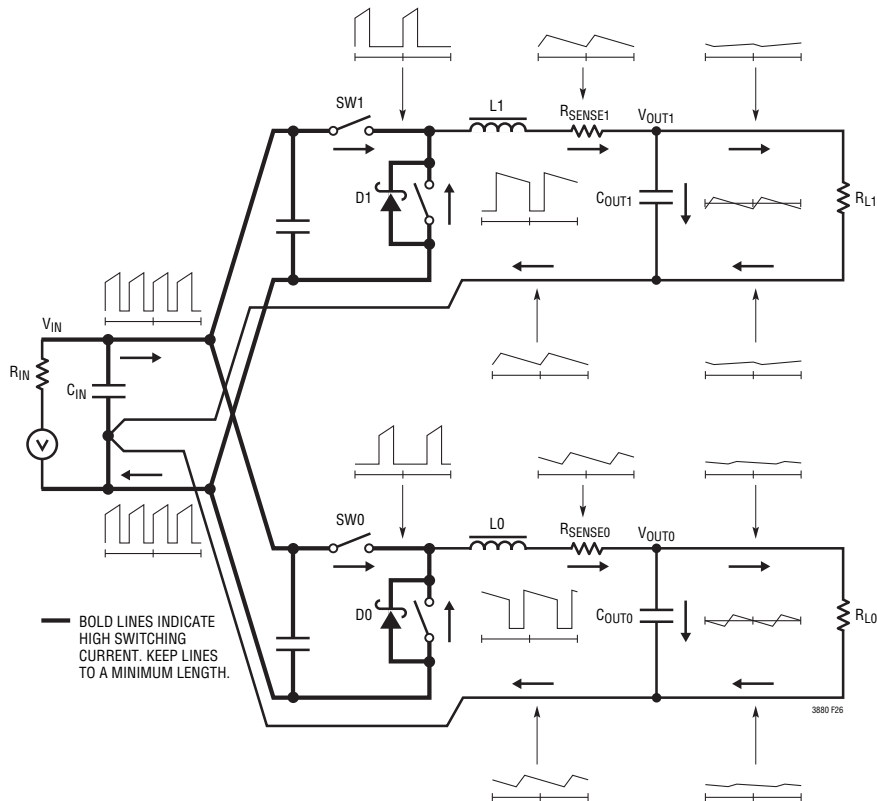 SW1
L1
RSENSE1
VOUT1
D1
COUT1
RL1
VIN
RIN
CIN
V
SW0
L0
RSENSE0
VOUT0
D0
COUT0
RL0
BOLD LINES INDICATE
HIGH SWITCHING
CURRENT. KEEP LINES
TO A MINIMUM LENGTH.
3880 F26